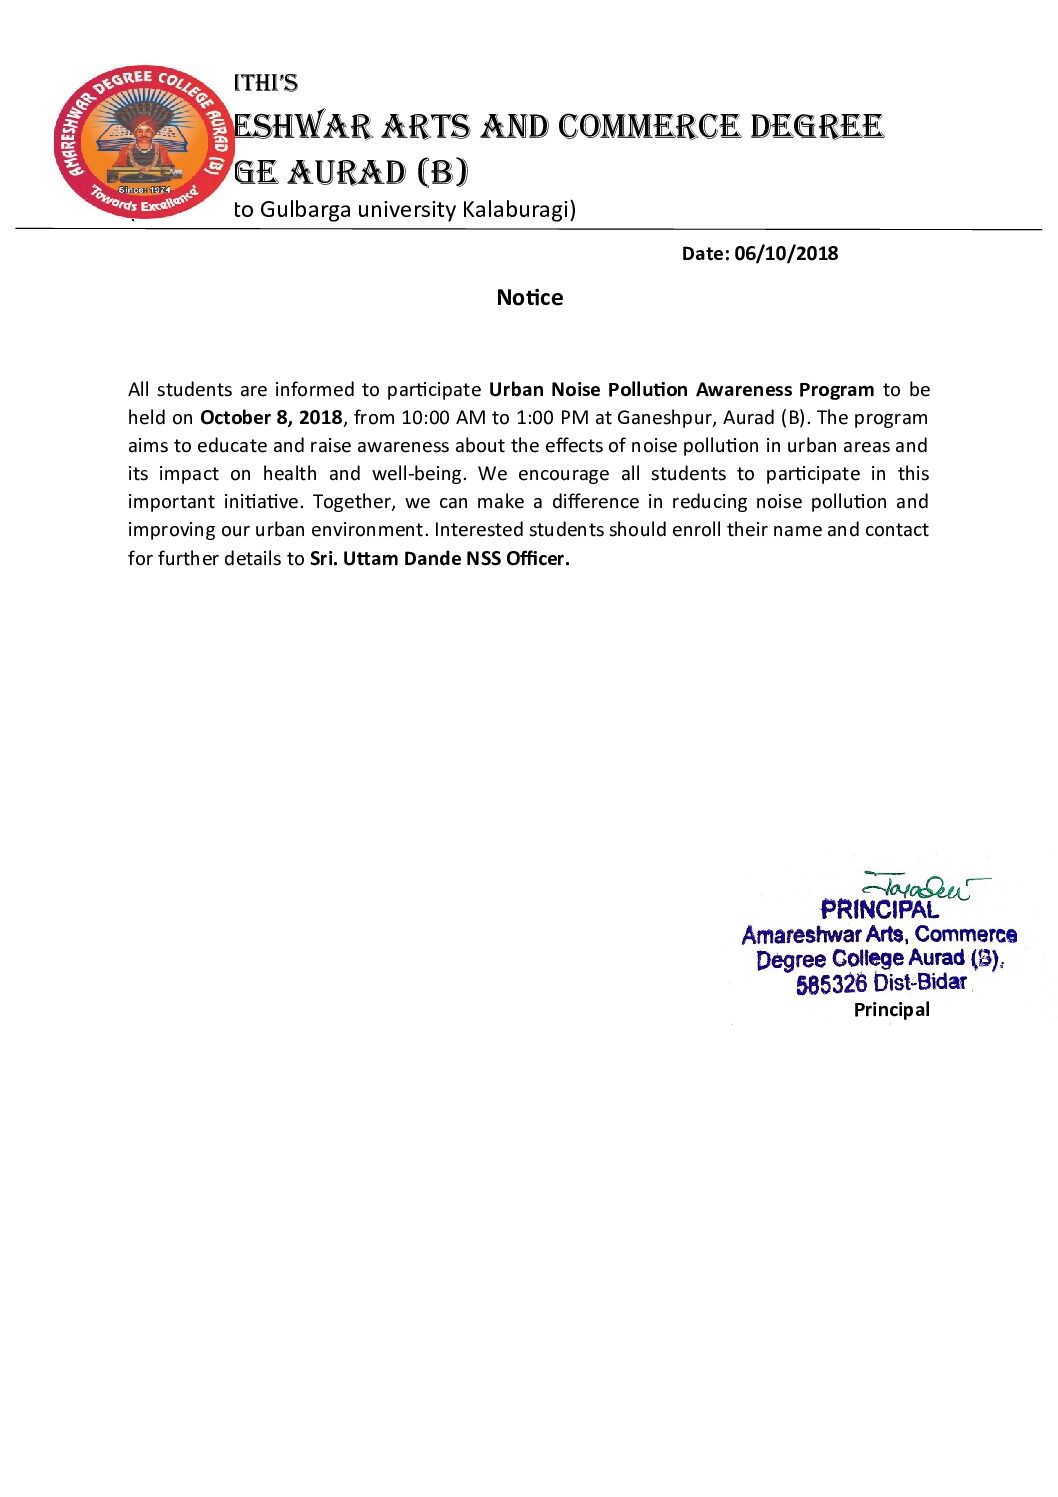 AMARESHWAR DEGREE COLLEGE AURAD (B)
Since 1974
'Towards Excellence'
ITHI'S
ESHWAR ARTS AND COMMERCE DEGREE
GE AURAD (B)
to Gulbarga university Kalaburagi)
Date: 06/10/2018
Notice
All students are informed to participate Urban Noise Pollution Awareness Program to be
held on October 8, 2018, from 10:00 AM to 1:00 PM at Ganeshpur, Aurad (B). The program
aims to educate and raise awareness about the effects of noise pollution in urban areas and
its impact on health and well-being. We encourage all students to participate in this
important initiative. Together, we can make a difference in reducing noise pollution and
improving our urban environment. Interested students should enroll their name and contact
for further details to Sri. Uttam Dande NSS Officer.
PRINCIPAL
Amareshwar Arts, Commerce
Degree College Aurad (B).
585326 Dist-Bidar
Principal